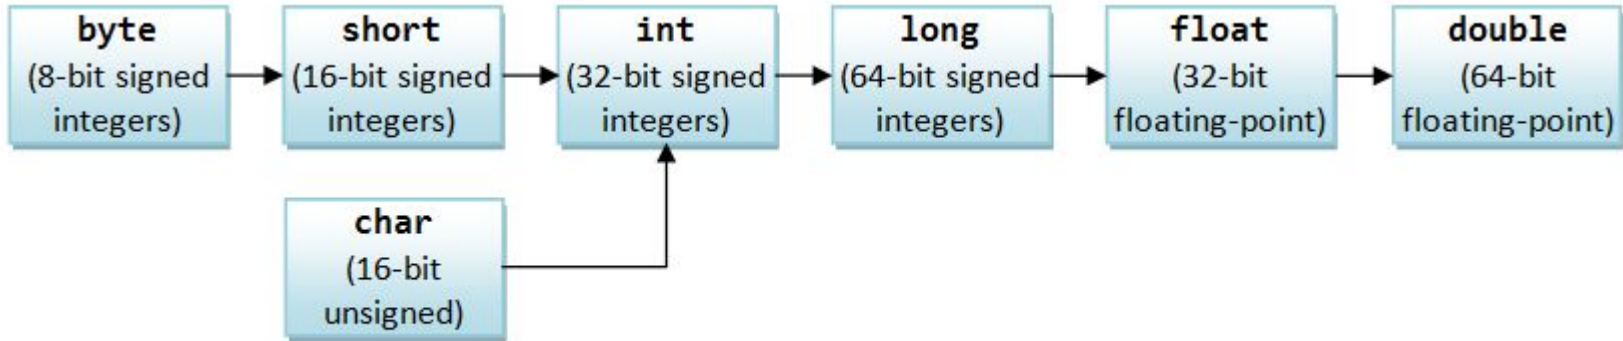 byte
(8-bit signed
integers)
short
(16-bit signed
integers)
int
(32-bit signed
integers)
long
(64-bit signed
integers)
float
(32-bit
floating-point)
double
(64-bit
floating-point)
char
(16-bit
unsigned)